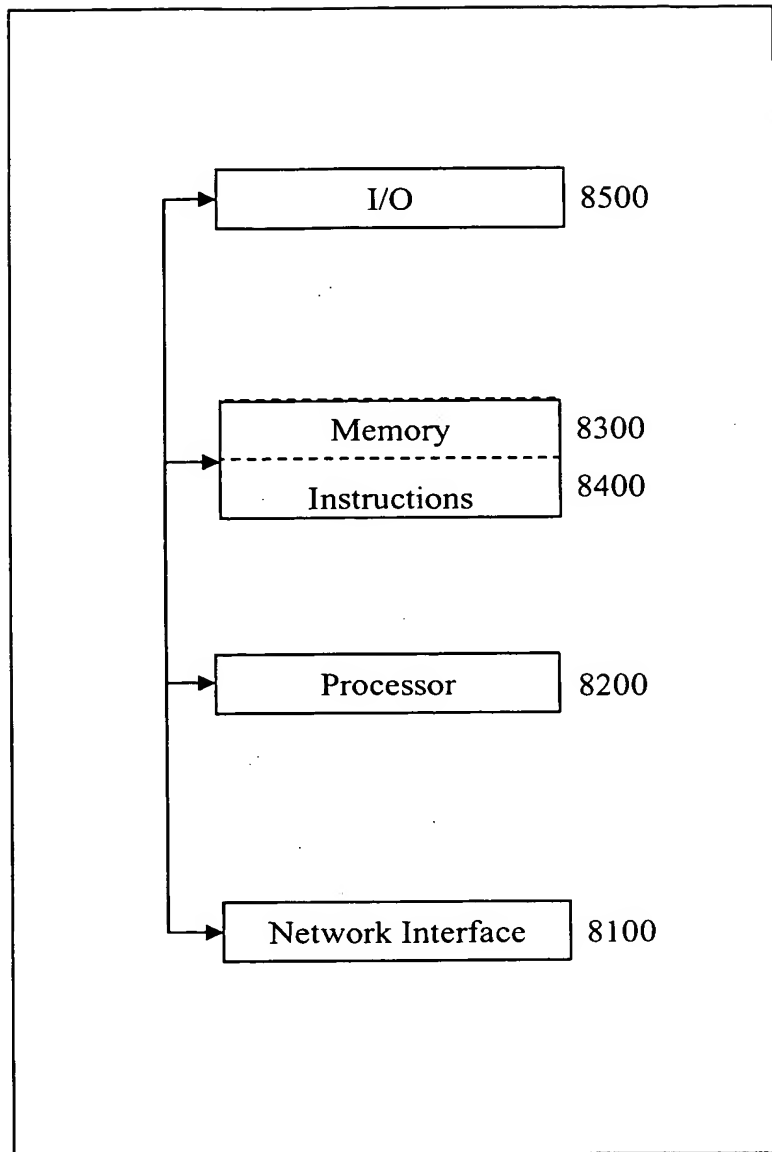 I/O 8500
Memory 8300
Instructions 8400
Processor 8200
Network Interface 8100